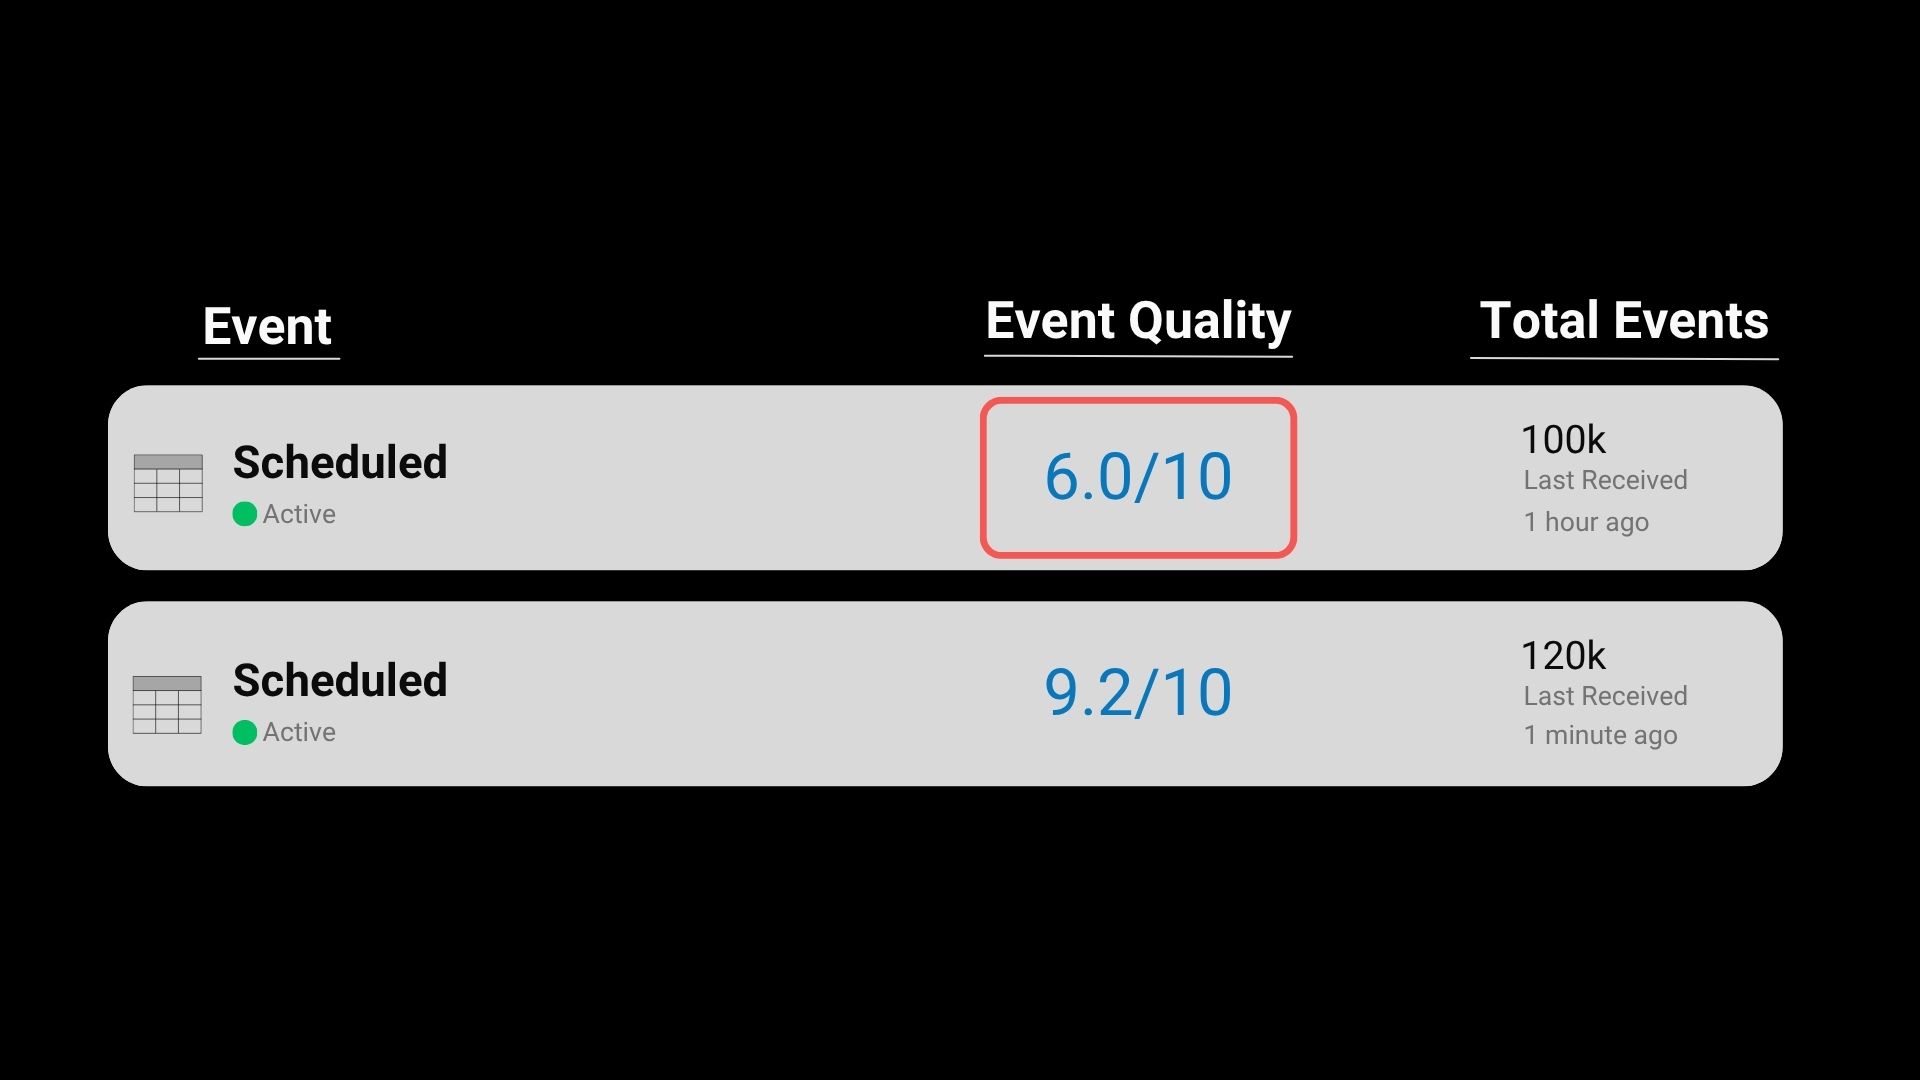 Event
Event Quality
Total Events
Scheduled
Active
6.0/10
100k
Last Received
1 hour ago
Scheduled
Active
9.2/10
120k
Last Received
1 minute ago